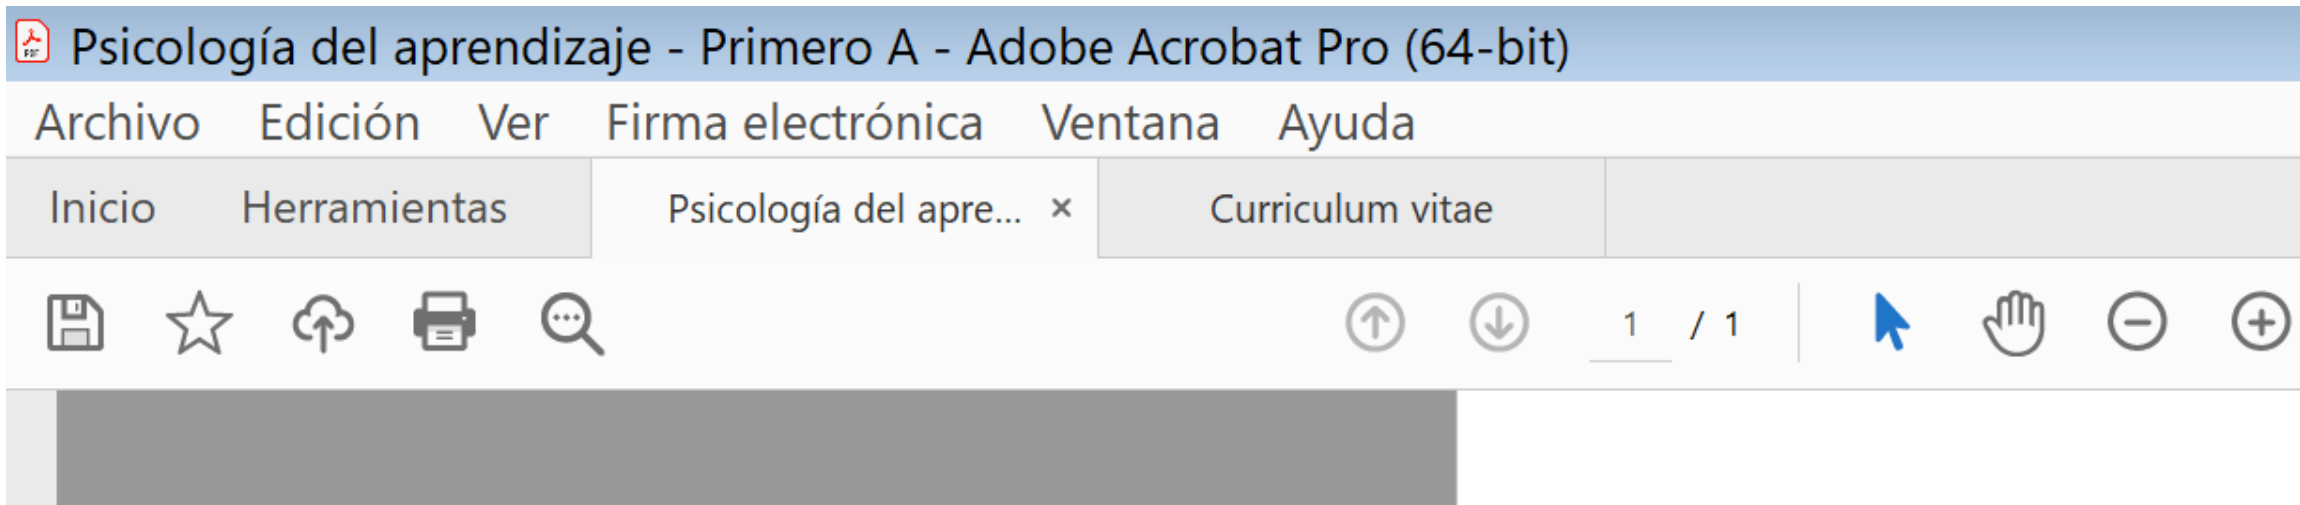 Psicología del aprendizaje - Primero A - Adobe Acrobat Pro (64-bit)
Archivo Edición Ver Firma electrónica Ventana Ayuda
Inicio Herramientas Psicología del apre... × Curriculum vitae
1 / 1